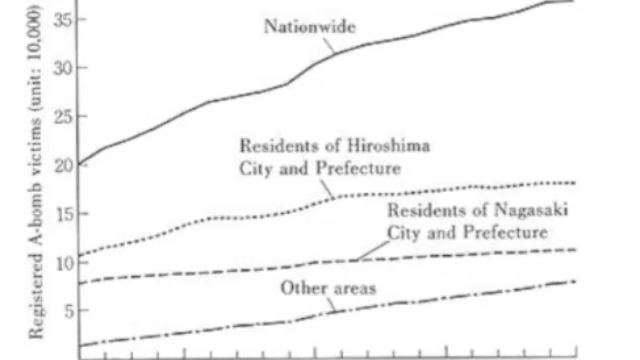 Registered A-bomb victims (unit: 10,000)
35
30
25
20
15
10
5
Nationwide
Residents of Hiroshima
City and Prefecture
Residents of Nagasaki
City and Prefecture
Other areas